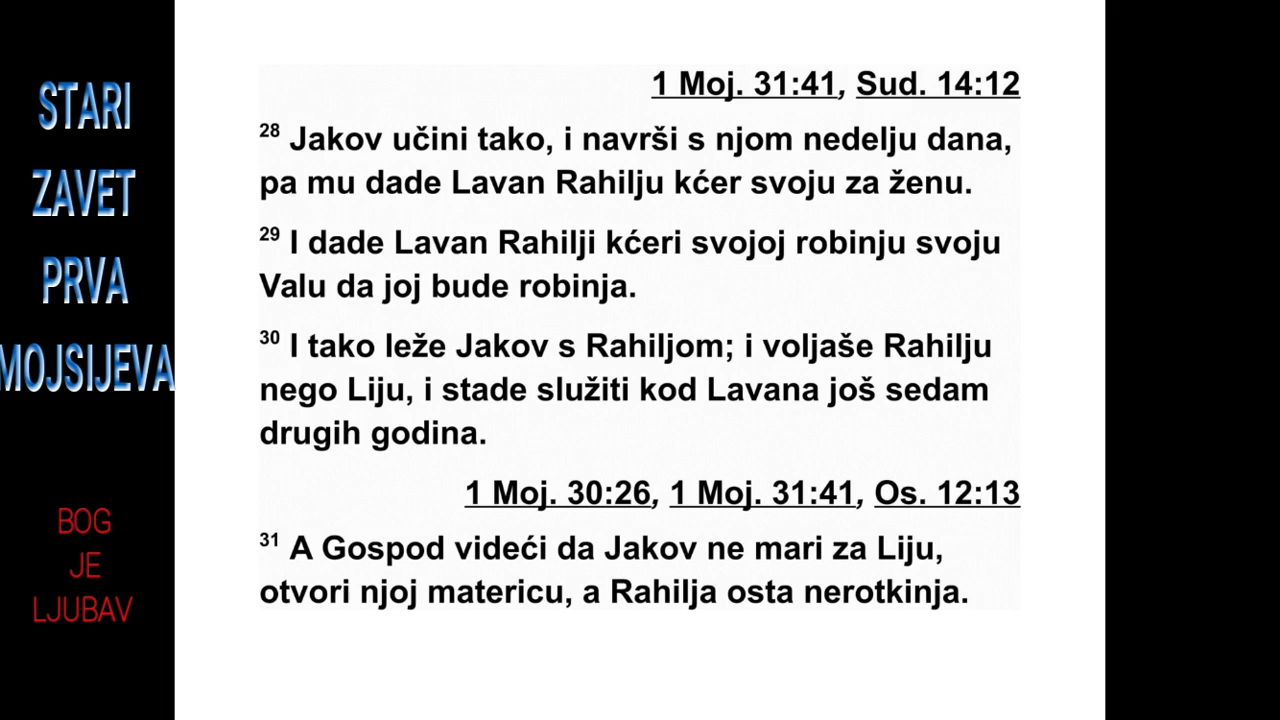 STARI
ZAVET
PRVA
MOJSIJEVA
BOG
JE
LJUBAV
1 Moj. 31:41, Sud. 14:12
28 Jakov učini tako, i navrši s njom nedelju dana,
pa mu dade Lavan Rahilju kćer svoju za ženu.
29 I dade Lavan Rahilji kćeri svojoj robinju svoju
Valu da joj bude robinja.
30 I tako leže Jakov s Rahiljom; i voljaše Rahilju
nego Liju, i stade služiti kod Lavana još sedam
drugih godina.
1 Moj. 30:26, 1 Moj. 31:41, Os. 12:13
31 A Gospod videći da Jakov ne mari za Liju,
otvori njoj matericu, a Rahilja osta nerotkinja.